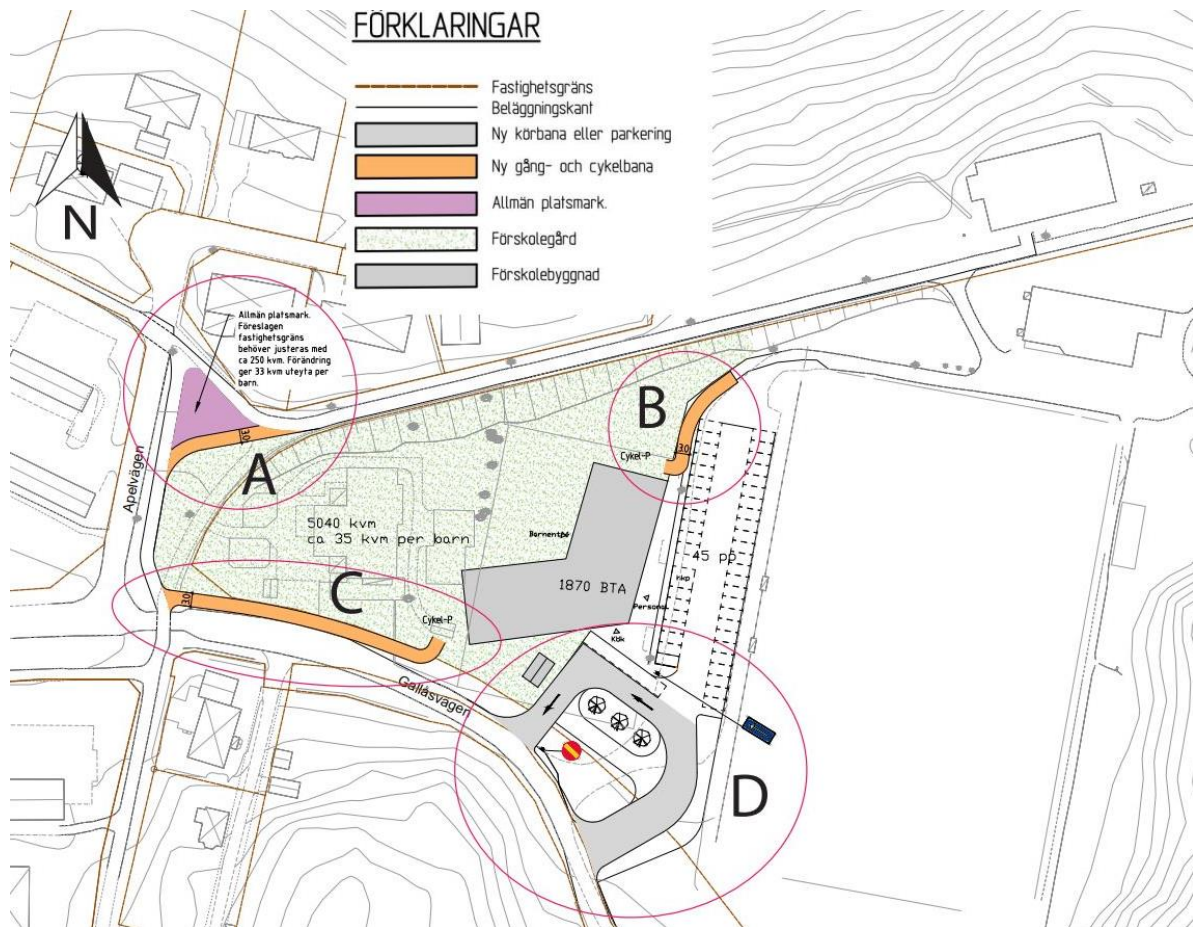 FÖRKLARINGAR
Fastighetsgräns
Beläggningskant
Ny körbana eller parkering
Ny gång- och cykelbana
Allmän platsmark.
Förskolegård
Förskolebyggnad
N
Allmän platsmark.
Föreslagen
fastighetsgräns
behöver justeras med
ca 250 kvm. Förändring
ger 33 kvm uteyta per
barn.
30
A
Apelvägen
B
30
Cykel-P
5040 kvm
ca 35 kvm per barn
Barnentré
45 pp
1870 BTA
hkp
Personal
Kök
30
C
Cykel-P
Gallåsvägen
D